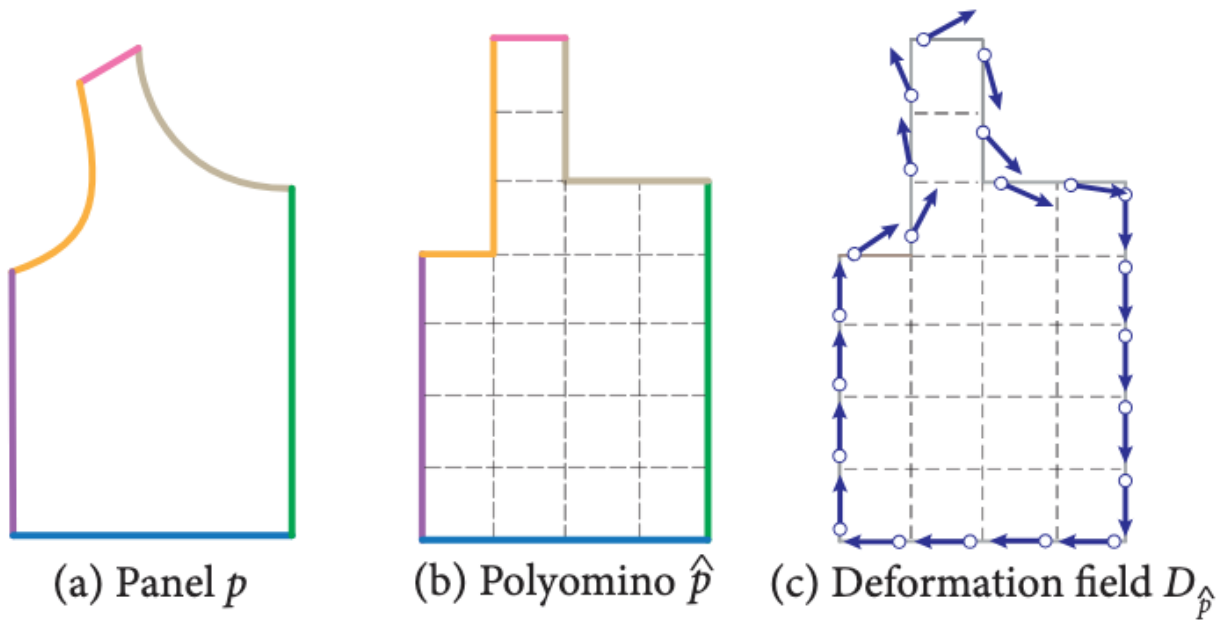 (a) Panel p
(b) Polyomino p̂
(c) Deformation field D_p̂